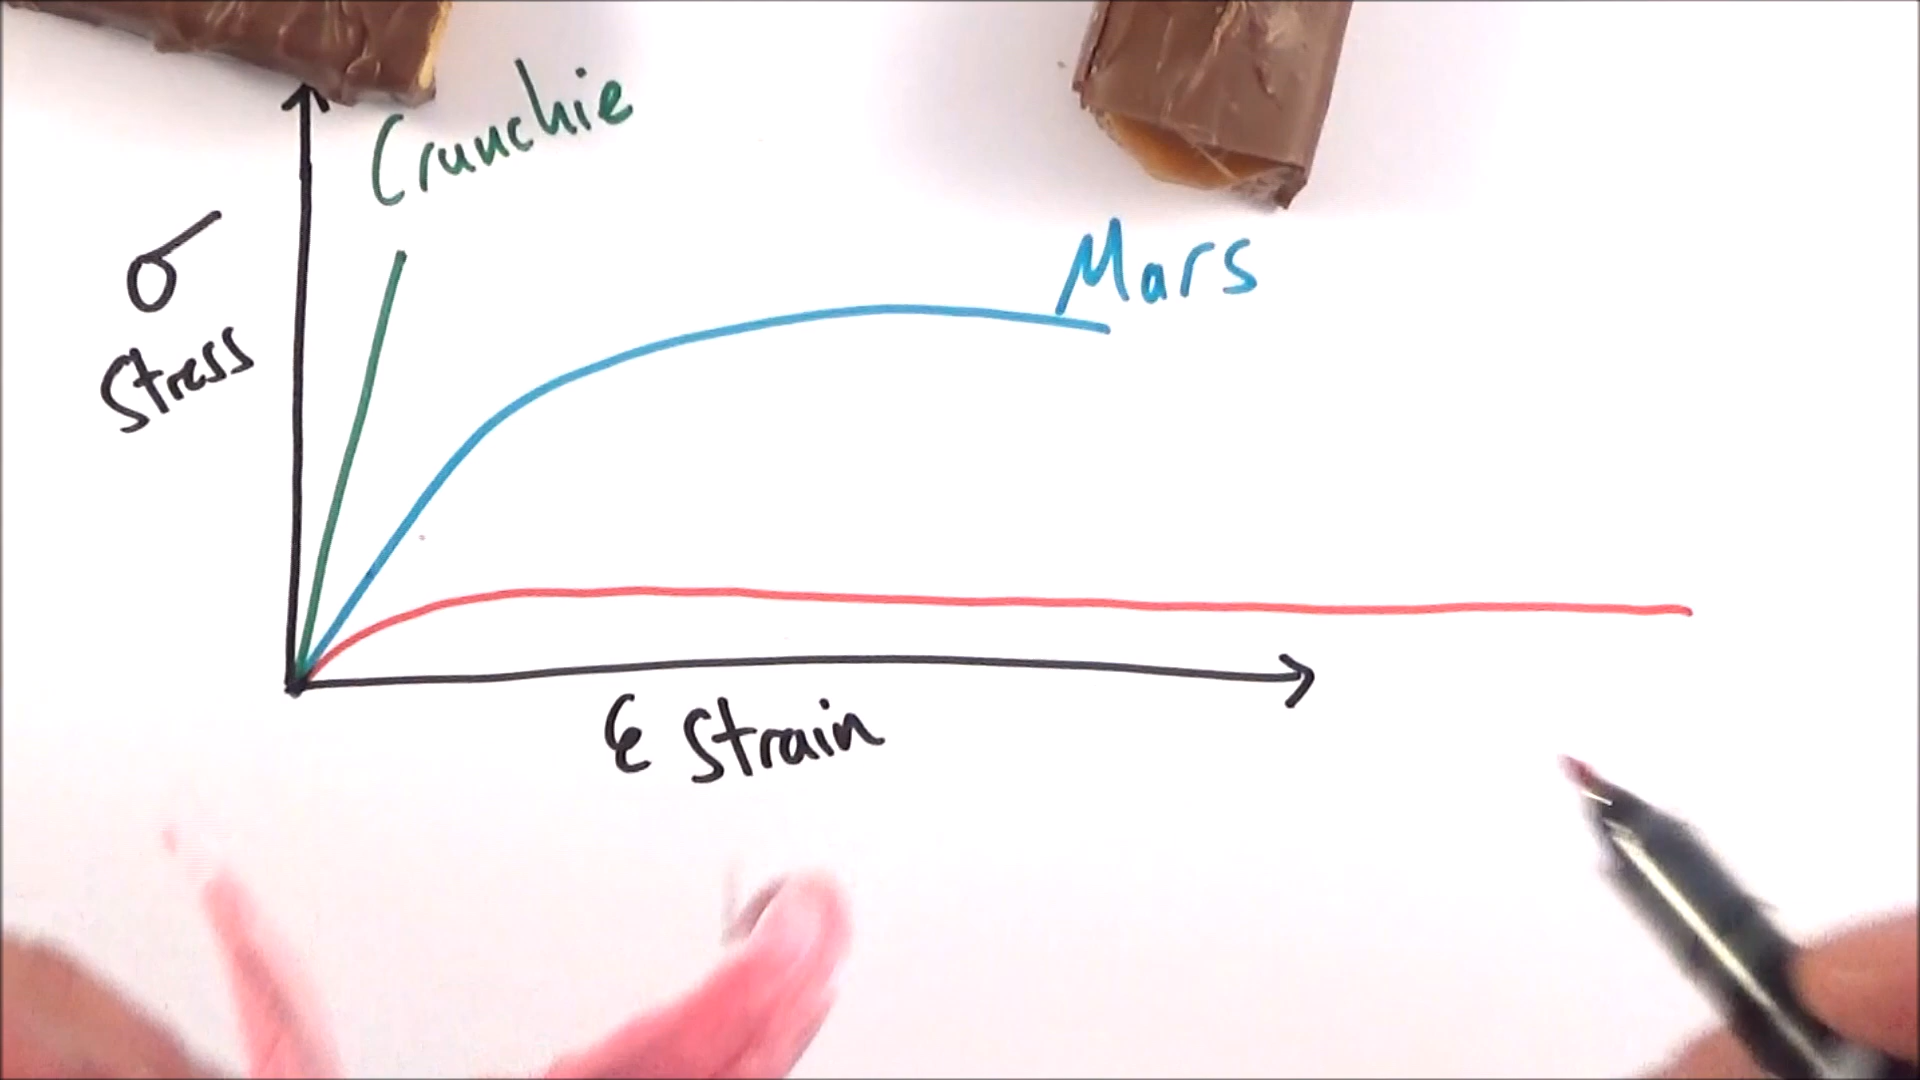 Crunchie
σ
Stress
Mars
ε Strain